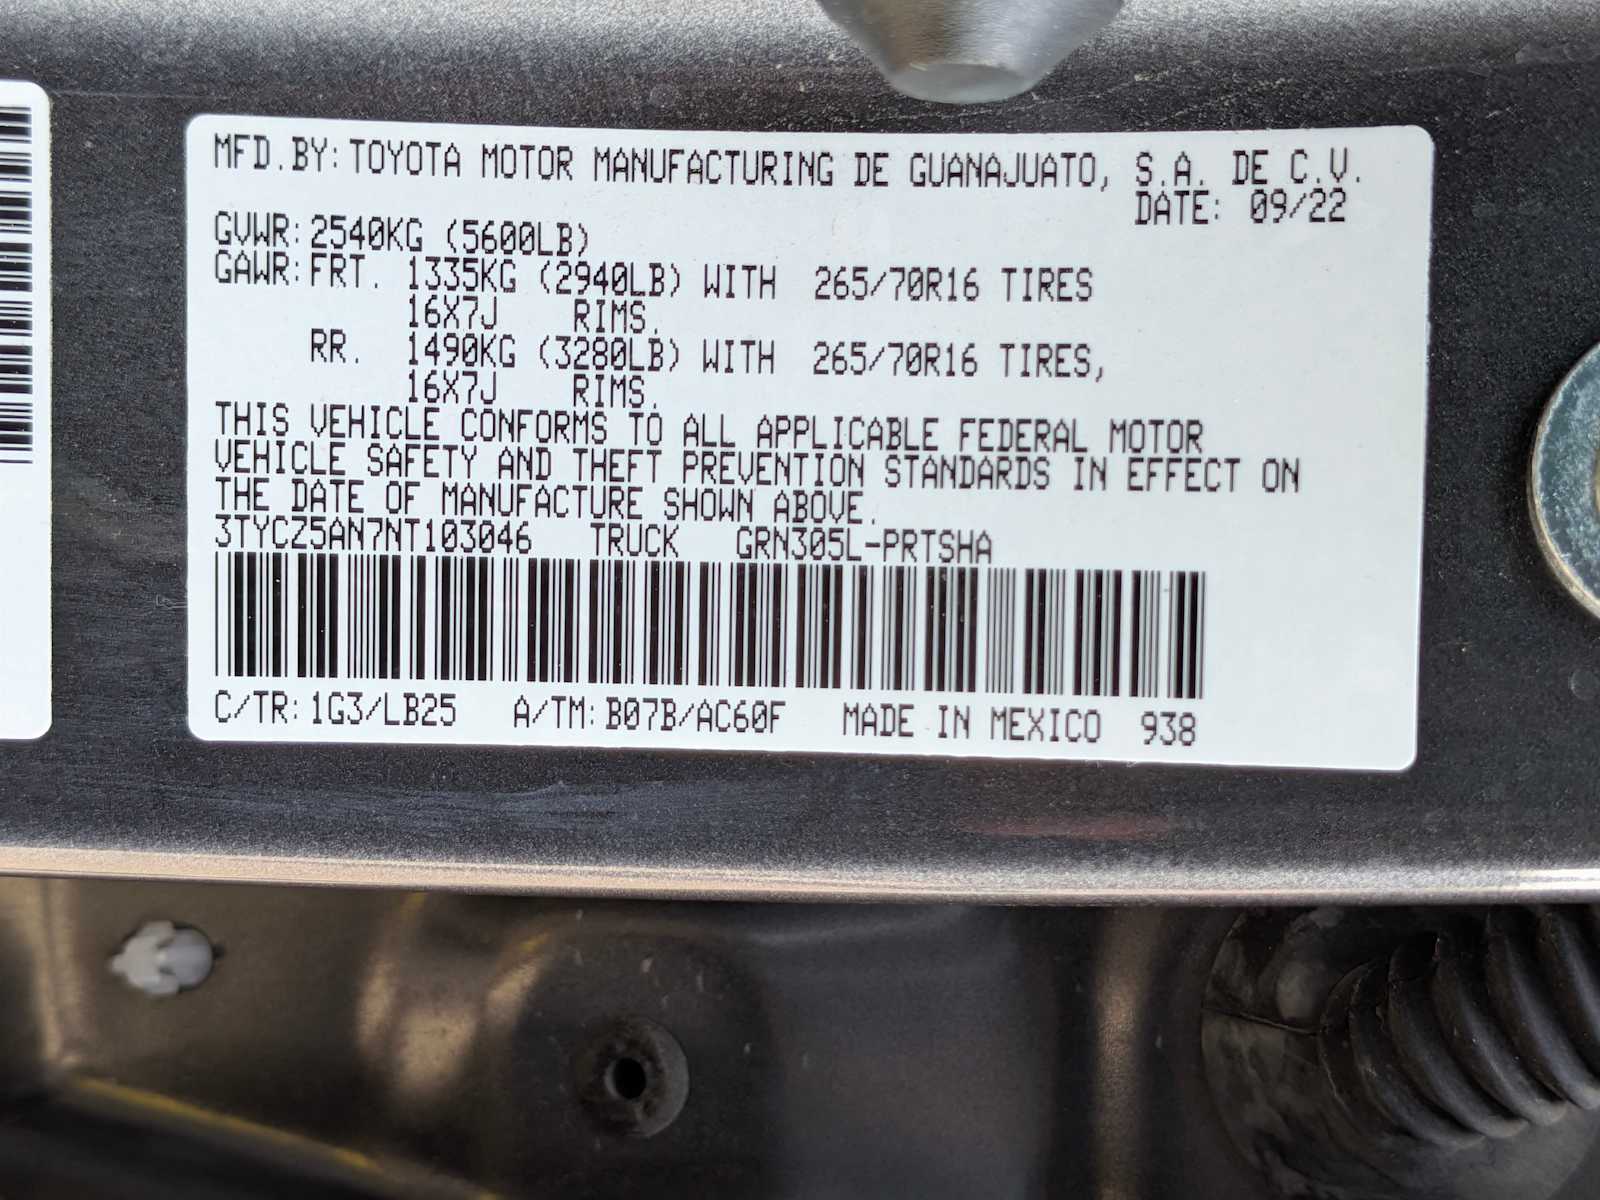 MFD.BY:TOYOTA MOTOR MANUFACTURING DE GUANAJUATO, S.A. DE C.V.
DATE: 09/22
GVWR:2540KG (5600LB)
GAWR:FRT. 1335KG (2940LB) WITH 265/70R16 TIRES
16X7J RIMS.
RR. 1490KG (3280LB) WITH 265/70R16 TIRES,
16X7J RIMS.
THIS VEHICLE CONFORMS TO ALL APPLICABLE FEDERAL MOTOR
VEHICLE SAFETY AND THEFT PREVENTION STANDARDS IN EFFECT ON
THE DATE OF MANUFACTURE SHOWN ABOVE.
3TYCZ5AN7NT103046 TRUCK GRN305L-PRTSHA
C/TR:1G3/LB25 A/TM:B07B/AC60F MADE IN MEXICO 938